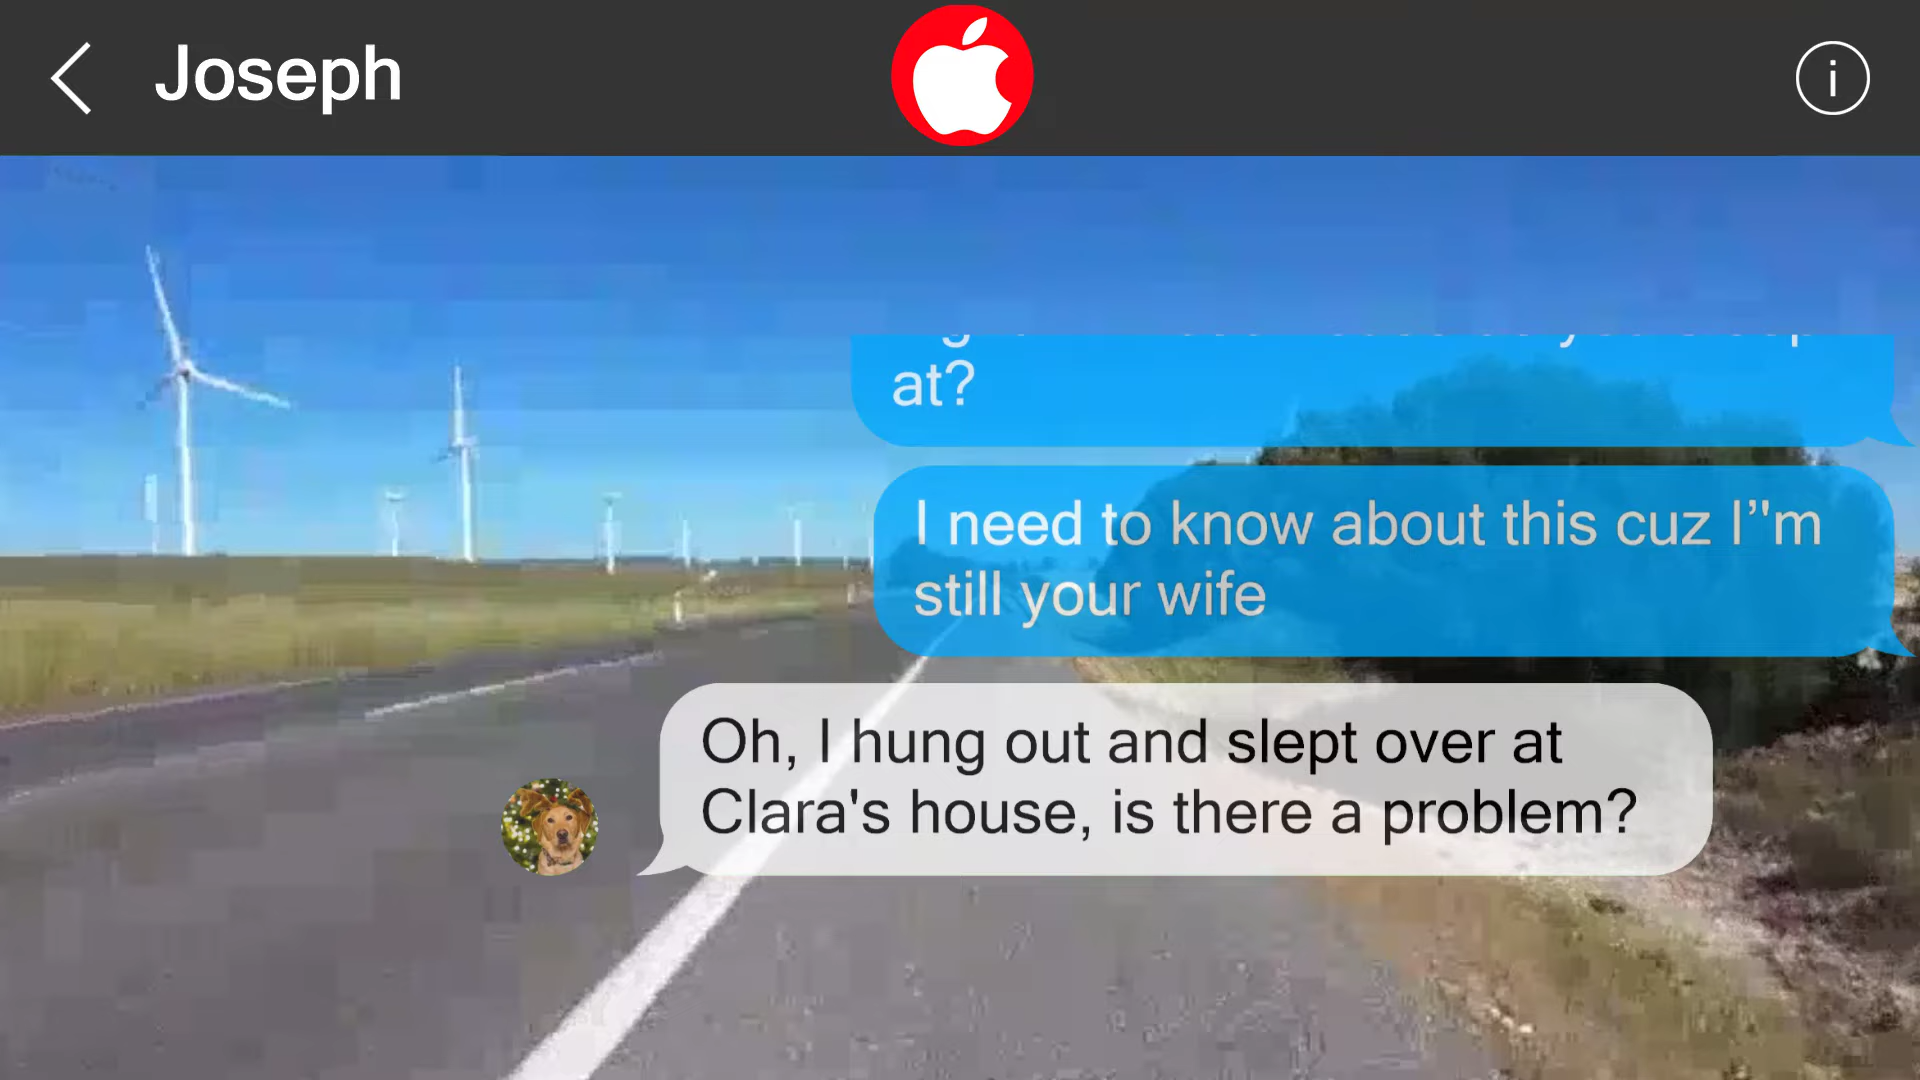 Joseph
i
at?
I need to know about this cuz I’"m
still your wife
Oh, I hung out and slept over at
Clara's house, is there a problem?